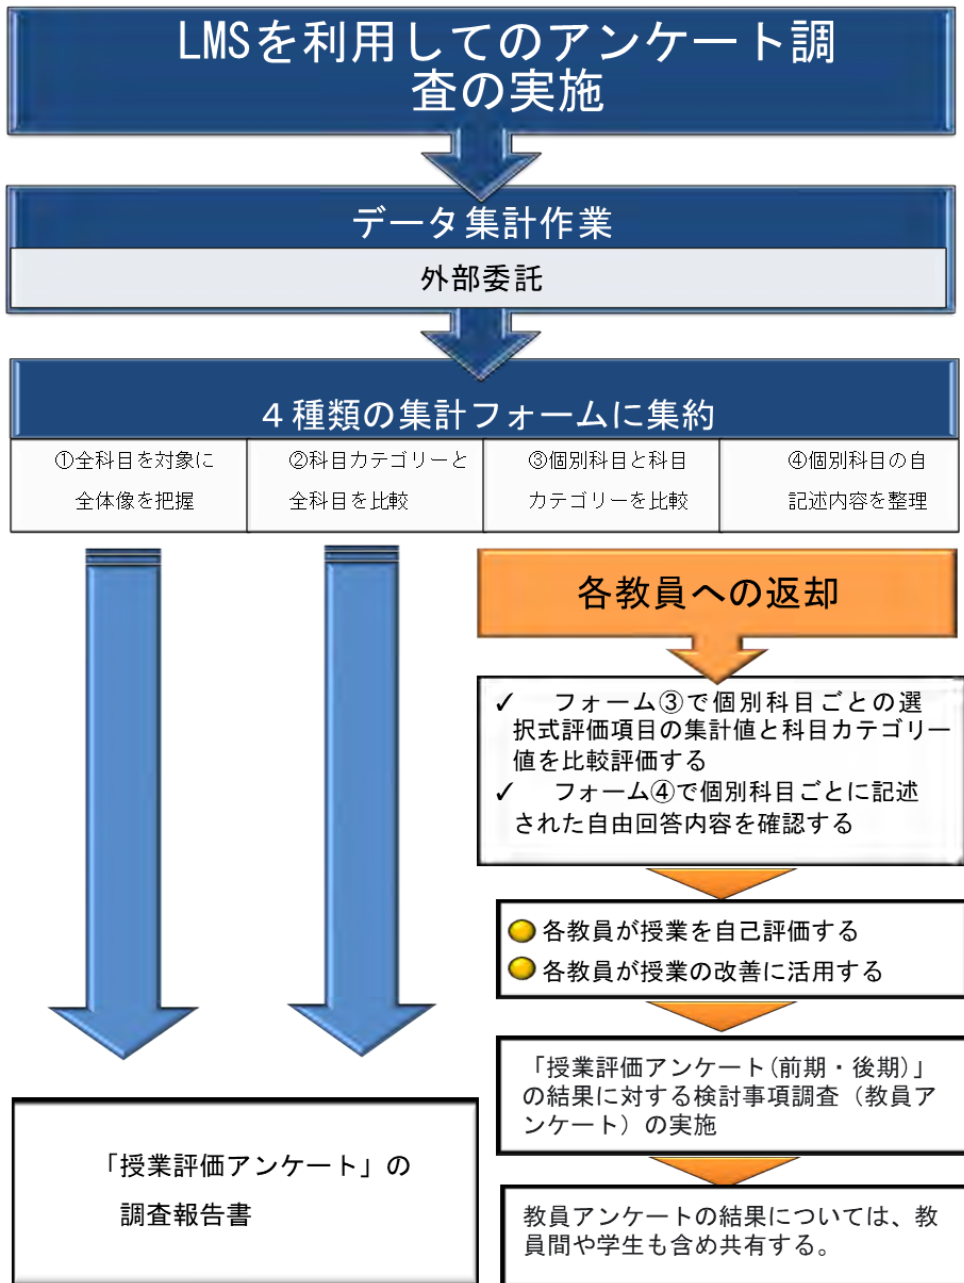 LMSを利用してのアンケート調
査の実施
データ集計作業
外部委託
４種類の集計フォームに集約
①全科目を対象に
全体像を把握
②科目カテゴリーと
全科目を比較
③個別科目と科目
カテゴリーを比較
④個別科目の自
記述内容を整理
各教員への返却
✓ フォーム③で個別科目ごとの選
択式評価項目の集計値と科目カテゴリー
値を比較評価する
✓ フォーム④で個別科目ごとに記述
された自由回答内容を確認する
各教員が授業を自己評価する
各教員が授業の改善に活用する
「授業評価アンケート(前期・後期)」
の結果に対する検討事項調査（教員ア
ンケート）の実施
「授業評価アンケート」の
調査報告書
教員アンケートの結果については、教
員間や学生も含め共有する。